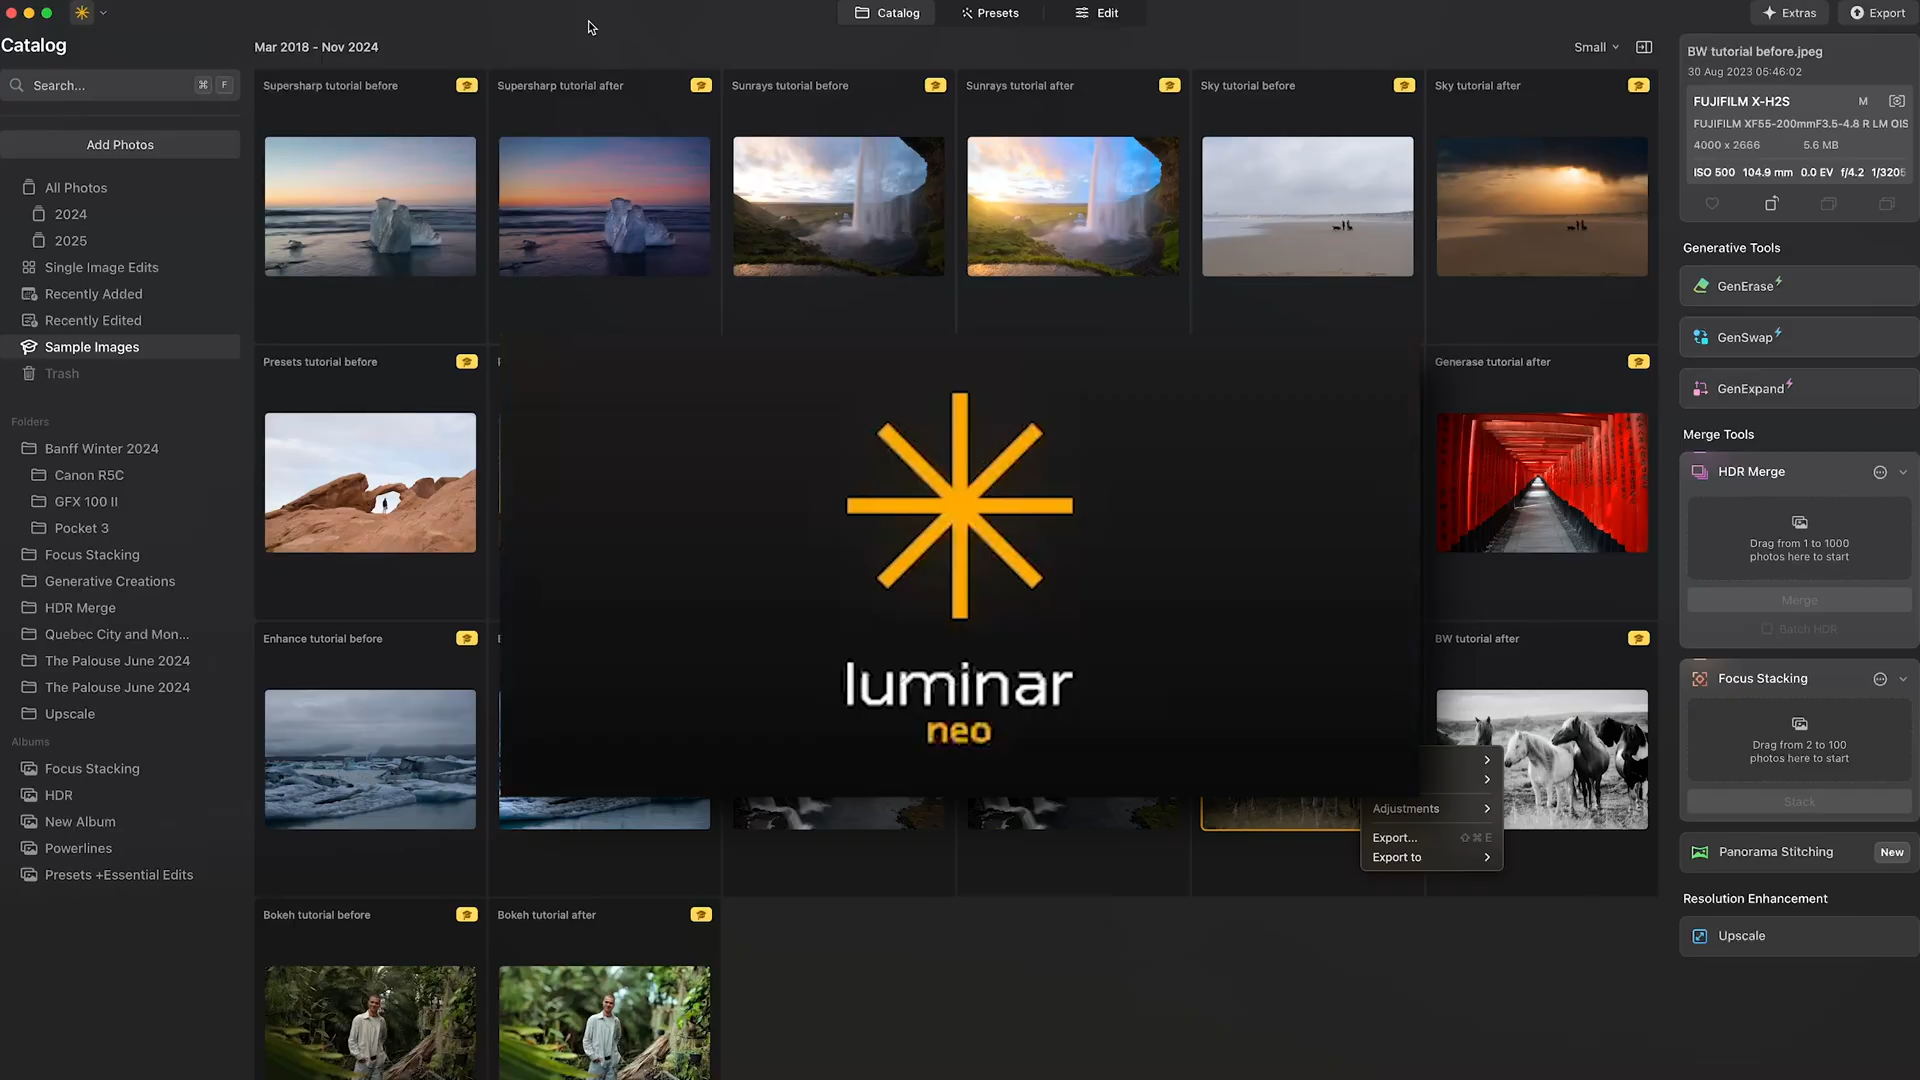 Catalog
Presets
Edit
Extras
Export
Catalog
Mar 2018 - Nov 2024
Small
Search...
⌘
F
Add Photos
All Photos
2024
2025
Single Image Edits
Recently Added
Recently Edited
Sample Images
Trash
Folders
Banff Winter 2024
Canon R5C
GFX 100 II
Pocket 3
Focus Stacking
Generative Creations
HDR Merge
Quebec City and Mon...
The Palouse June 2024
The Palouse June 2024
Upscale
Albums
Focus Stacking
HDR
New Album
Powerlines
Presets +Essential Edits
Supersharp tutorial before
Supersharp tutorial after
Sunrays tutorial before
Sunrays tutorial after
Sky tutorial before
Sky tutorial after
Presets tutorial before
Generase tutorial after
Enhance tutorial before
BW tutorial after
Bokeh tutorial before
Bokeh tutorial after
luminar
neo
Adjustments
Export...
⇧⌘E
Export to
BW tutorial before.jpeg
30 Aug 2023 05:46:02
FUJIFILM X-H2S
M
FUJIFILM XF55-200mmF3.5-4.8 R LM OIS
4000 x 2666
5.6 MB
ISO 500
104.9 mm
0.0 EV
f/4.2
1/320s
Generative Tools
GenErase
GenSwap
GenExpand
Merge Tools
HDR Merge
Drag from 1 to 1000
photos here to start
Merge
Batch HDR
Focus Stacking
Drag from 2 to 100
photos here to start
Stack
Panorama Stitching
New
Resolution Enhancement
Upscale